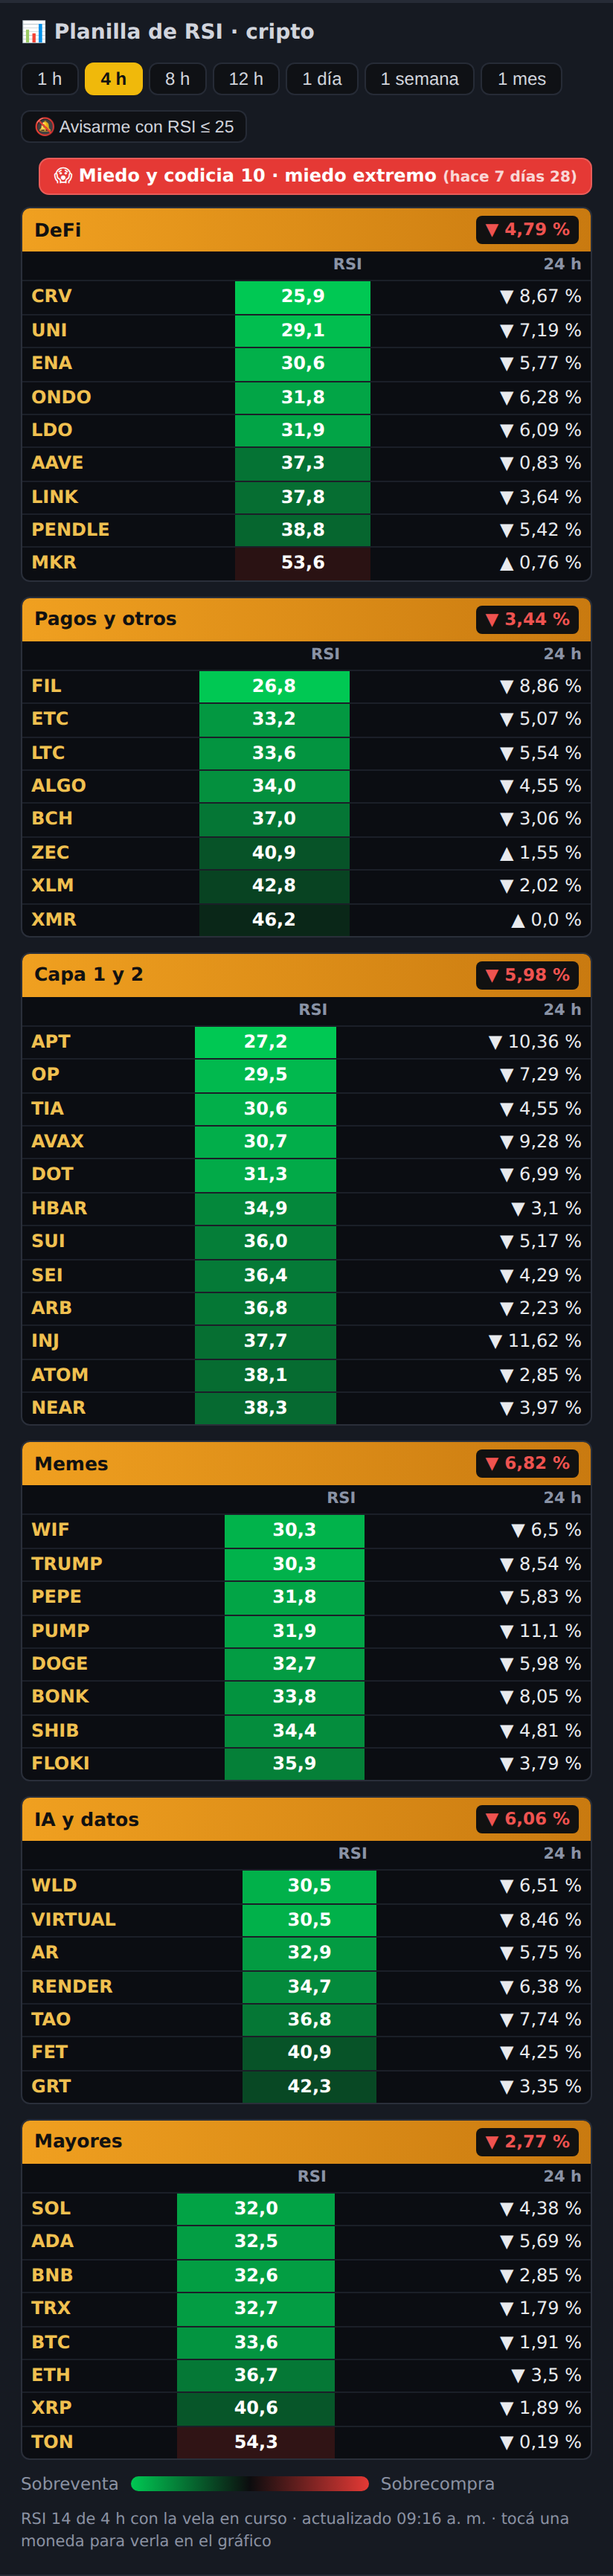 📊 Planilla de RSI · cripto
1 h 4 h 8 h 12 h 1 día 1 semana 1 mes
🔕 Avisarme con RSI ≤ 25
😱 Miedo y codicia 10 · miedo extremo (hace 7 días 28)
DeFi ▼ 4,79 %
RSI 24 h
CRV 25,9 ▼ 8,67 %
UNI 29,1 ▼ 7,19 %
ENA 30,6 ▼ 5,77 %
ONDO 31,8 ▼ 6,28 %
LDO 31,9 ▼ 6,09 %
AAVE 37,3 ▼ 0,83 %
LINK 37,8 ▼ 3,64 %
PENDLE 38,8 ▼ 5,42 %
MKR 53,6 ▲ 0,76 %
Pagos y otros ▼ 3,44 %
RSI 24 h
FIL 26,8 ▼ 8,86 %
ETC 33,2 ▼ 5,07 %
LTC 33,6 ▼ 5,54 %
ALGO 34,0 ▼ 4,55 %
BCH 37,0 ▼ 3,06 %
ZEC 40,9 ▲ 1,55 %
XLM 42,8 ▼ 2,02 %
XMR 46,2 ▲ 0,0 %
Capa 1 y 2 ▼ 5,98 %
RSI 24 h
APT 27,2 ▼ 10,36 %
OP 29,5 ▼ 7,29 %
TIA 30,6 ▼ 4,55 %
AVAX 30,7 ▼ 9,28 %
DOT 31,3 ▼ 6,99 %
HBAR 34,9 ▼ 3,1 %
SUI 36,0 ▼ 5,17 %
SEI 36,4 ▼ 4,29 %
ARB 36,8 ▼ 2,23 %
INJ 37,7 ▼ 11,62 %
ATOM 38,1 ▼ 2,85 %
NEAR 38,3 ▼ 3,97 %
Memes ▼ 6,82 %
RSI 24 h
WIF 30,3 ▼ 6,5 %
TRUMP 30,3 ▼ 8,54 %
PEPE 31,8 ▼ 5,83 %
PUMP 31,9 ▼ 11,1 %
DOGE 32,7 ▼ 5,98 %
BONK 33,8 ▼ 8,05 %
SHIB 34,4 ▼ 4,81 %
FLOKI 35,9 ▼ 3,79 %
IA y datos ▼ 6,06 %
RSI 24 h
WLD 30,5 ▼ 6,51 %
VIRTUAL 30,5 ▼ 8,46 %
AR 32,9 ▼ 5,75 %
RENDER 34,7 ▼ 6,38 %
TAO 36,8 ▼ 7,74 %
FET 40,9 ▼ 4,25 %
GRT 42,3 ▼ 3,35 %
Mayores ▼ 2,77 %
RSI 24 h
SOL 32,0 ▼ 4,38 %
ADA 32,5 ▼ 5,69 %
BNB 32,6 ▼ 2,85 %
TRX 32,7 ▼ 1,79 %
BTC 33,6 ▼ 1,91 %
ETH 36,7 ▼ 3,5 %
XRP 40,6 ▼ 1,89 %
TON 54,3 ▼ 0,19 %
Sobreventa Sobrecompra
RSI 14 de 4 h con la vela en curso · actualizado 09:16 a. m. · tocá una
moneda para verla en el gráfico